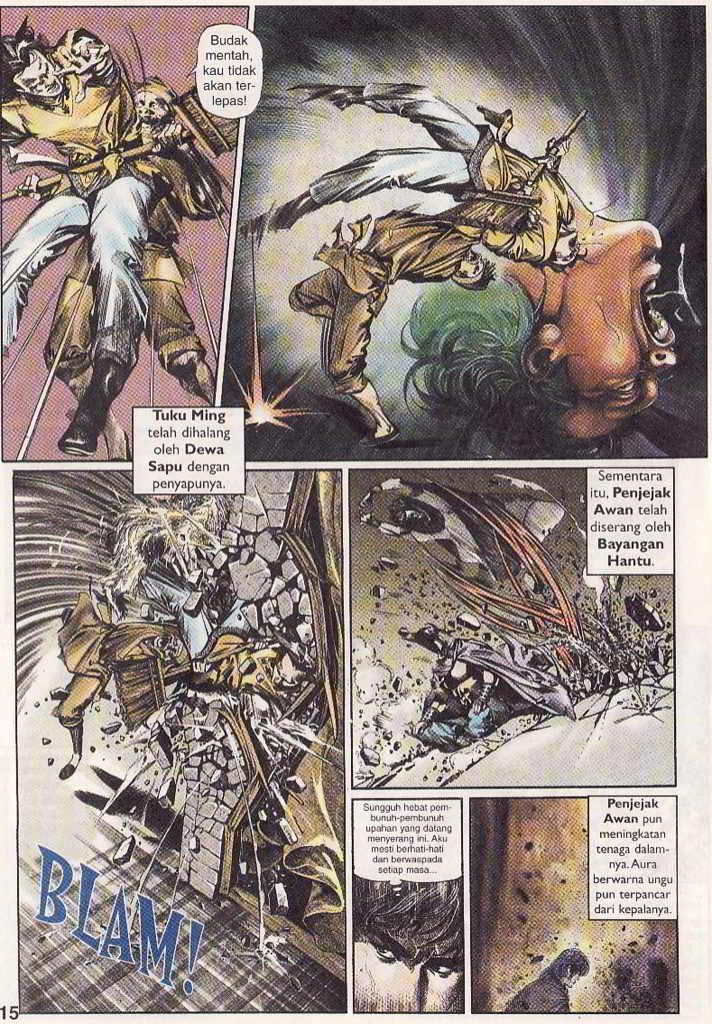 Budak
mentah,
kau tidak
akan ter-
lepas!
Tuku Ming
telah dihalang
oleh Dewa
Sapu dengan
penyapunya.
Sementara
itu, Penjejak
Awan telah
diserang oleh
Bayangan
Hantu.
BLAM!
Sungguh hebat pem-
bunuh-pembunuh
upahan yang datang
menyerang ini. Aku
mesti berhati-hati
dan berwaspada
setiap masa...
Penjejak
Awan pun
meningkatan
tenaga dalam-
nya. Aura
berwarna ungu
pun terpancar
dari kepalanya.
15